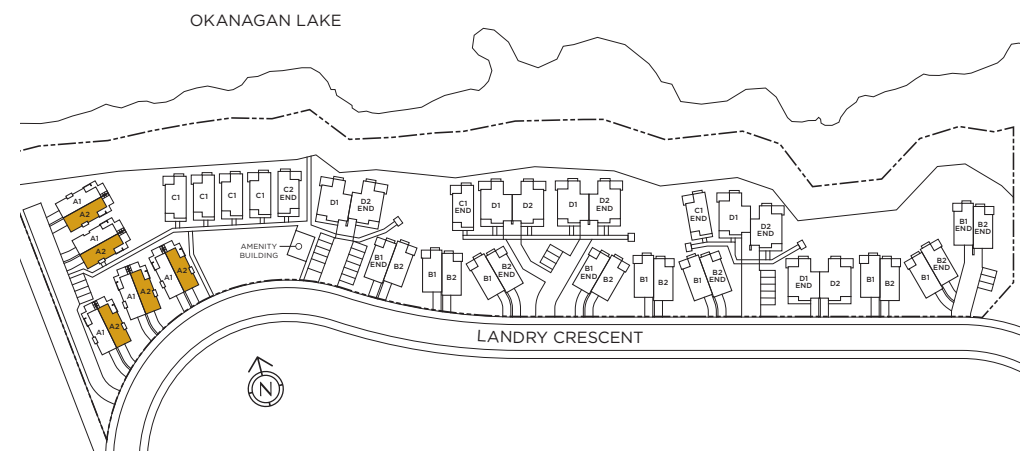 OKANAGAN LAKE
A1
A2
A1
A2
A1
A2
A1
A2
A1
A2
C1
C1
C1
C1
C2
END
D1
D2
END
AMENITY
BUILDING
B1
END
B2
B1
B2
C1
END
D1
D2
D1
D2
END
B1
B2
END
B1
END
B2
B1
B2
C1
END
D1
D2
END
B1
B2
END
D1
END
D2
B1
B2
B1
B2
END
B1
END
B2
END
LANDRY CRESCENT
N